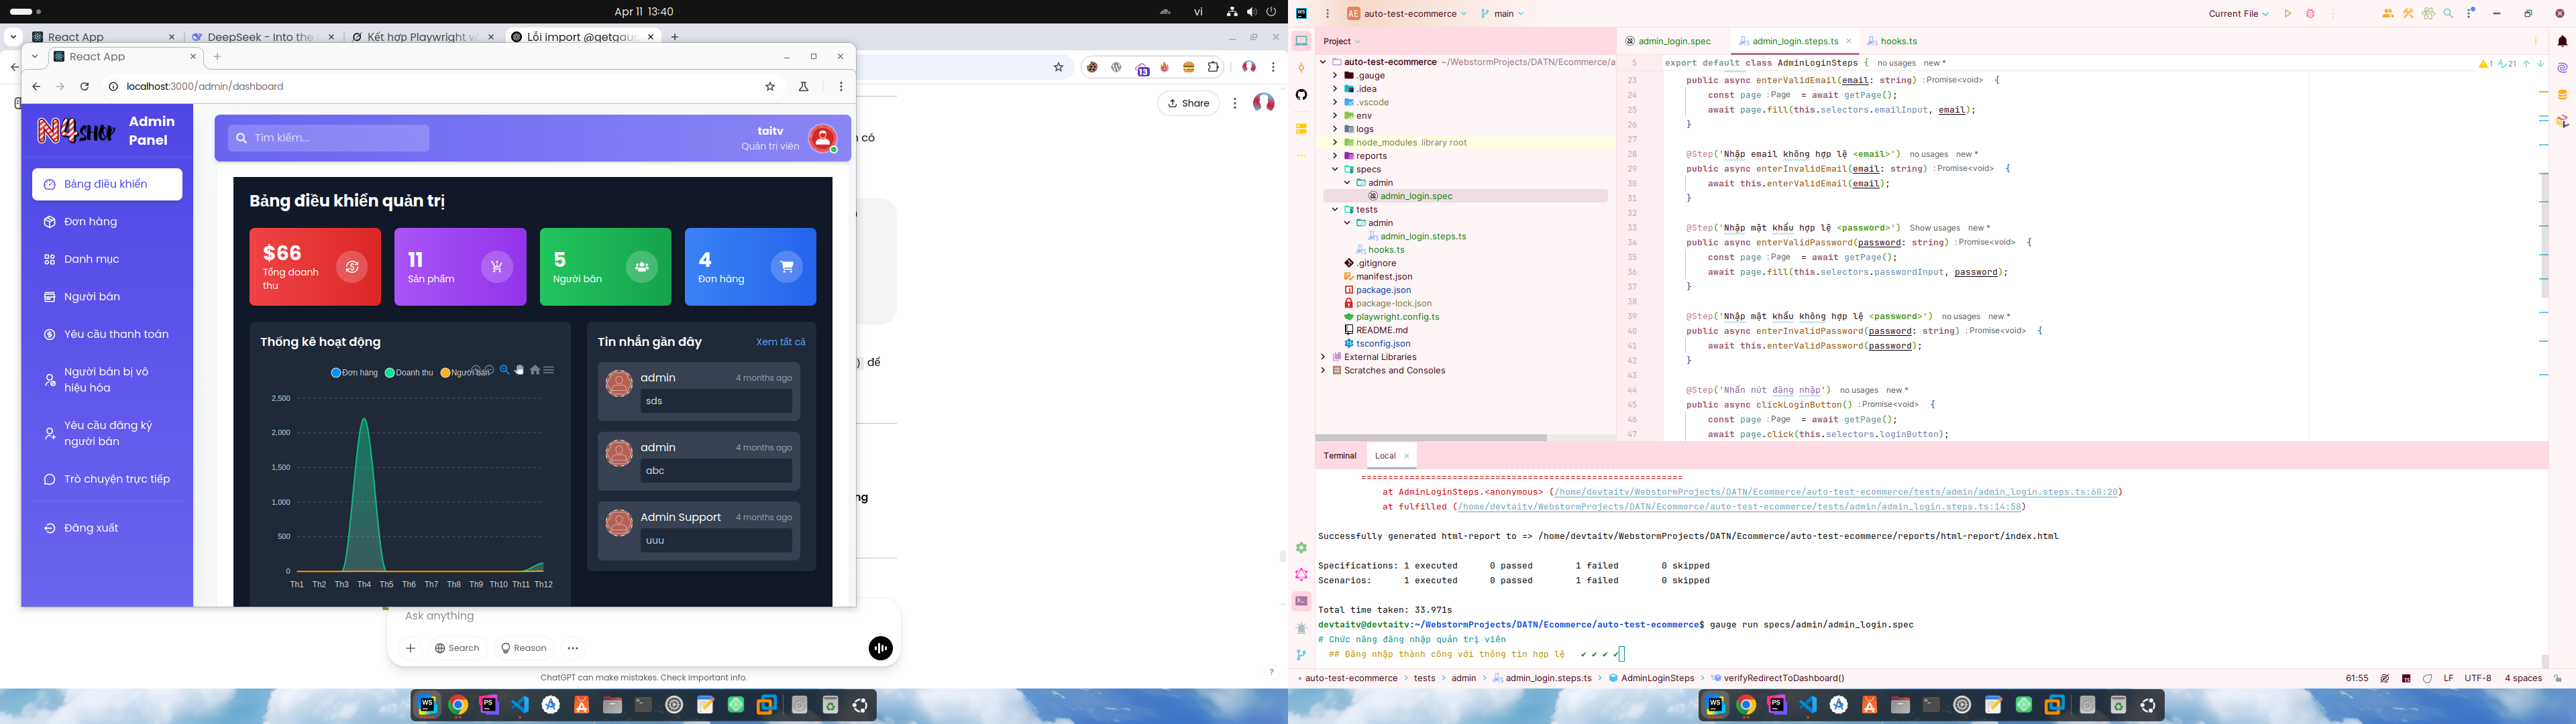 Apr 11 13:40
vi
React App
DeepSeek - Into the
Kết hợp Playwright v
Lỗi import @getgaug
React App
localhost:3000/admin/dashboard
13
Share
N4SHOP
Admin
Panel
Tìm kiếm...
taitv
Quản trị viên
Bảng điều khiển
Đơn hàng
Danh mục
Người bán
Yêu cầu thanh toán
Người bán bị vô
hiệu hóa
Yêu cầu đăng ký
người bán
Trò chuyện trực tiếp
Đăng xuất
Bảng điều khiển quản trị
$66
Tổng doanh
thu
11
Sản phẩm
5
Người bán
4
Đơn hàng
Thống kê hoạt động
Đơn hàng
Doanh thu
Người bán
2,500
2,000
1,500
1,000
500
0
Th1 Th2 Th3 Th4 Th5 Th6 Th7 Th8 Th9 Th10 Th11 Th12
Tin nhắn gần đây
Xem tất cả
admin
4 months ago
sds
admin
4 months ago
abc
Admin Support
4 months ago
uuu
có
) để
ng
Ask anything
Search
Reason
ChatGPT can make mistakes. Check important info.
?
WS
AE
auto-test-ecommerce
main
Current File
Project
auto-test-ecommerce ~/WebstormProjects/DATN/Ecommerce/a
.gauge
.idea
.vscode
env
logs
node_modules library root
reports
specs
admin
admin_login.spec
tests
admin
admin_login.steps.ts
hooks.ts
.gitignore
manifest.json
package.json
package-lock.json
playwright.config.ts
README.md
tsconfig.json
External Libraries
Scratches and Consoles
admin_login.spec
admin_login.steps.ts
hooks.ts
1
21
5 export default class AdminLoginSteps { no usages new *
23 public async enterValidEmail(email: string) : Promise<void> {
24 const page : Page = await getPage();
25 await page.fill(this.selectors.emailInput, email);
26 }
27
28 @Step('Nhập email không hợp lệ <email>') no usages new *
29 public async enterInvalidEmail(email: string) : Promise<void> {
30 await this.enterValidEmail(email);
31 }
32
33 @Step('Nhập mật khẩu hợp lệ <password>') Show usages new *
34 public async enterValidPassword(password: string) : Promise<void> {
35 const page : Page = await getPage();
36 await page.fill(this.selectors.passwordInput, password);
37 }
38
39 @Step('Nhập mật khẩu không hợp lệ <password>') no usages new *
40 public async enterInvalidPassword(password: string) : Promise<void> {
41 await this.enterValidPassword(password);
42 }
43
44 @Step('Nhấn nút đăng nhập') no usages new *
45 public async clickLoginButton() : Promise<void> {
46 const page : Page = await getPage();
47 await page.click(this.selectors.loginButton);
Terminal
Local
============================================================
at AdminLoginSteps.<anonymous> (/home/devtaitv/WebstormProjects/DATN/Ecommerce/auto-test-ecommerce/tests/admin/admin_login.steps.ts:60:20)
at fulfilled (/home/devtaitv/WebstormProjects/DATN/Ecommerce/auto-test-ecommerce/tests/admin/admin_login.steps.ts:14:58)
Successfully generated html-report to => /home/devtaitv/WebstormProjects/DATN/Ecommerce/auto-test-ecommerce/reports/html-report/index.html
Specifications: 1 executed 0 passed 1 failed 0 skipped
Scenarios: 1 executed 0 passed 1 failed 0 skipped
Total time taken: 33.971s
devtaitv@devtaitv:~/WebstormProjects/DATN/Ecommerce/auto-test-ecommerce$ gauge run specs/admin/admin_login.spec
# Chức năng đăng nhập quản trị viên
## Đăng nhập thành công với thông tin hợp lệ ✔ ✔ ✔ ✔
auto-test-ecommerce > tests > admin > admin_login.steps.ts > AdminLoginSteps > verifyRedirectToDashboard()
61:55
LF
UTF-8
4 spaces